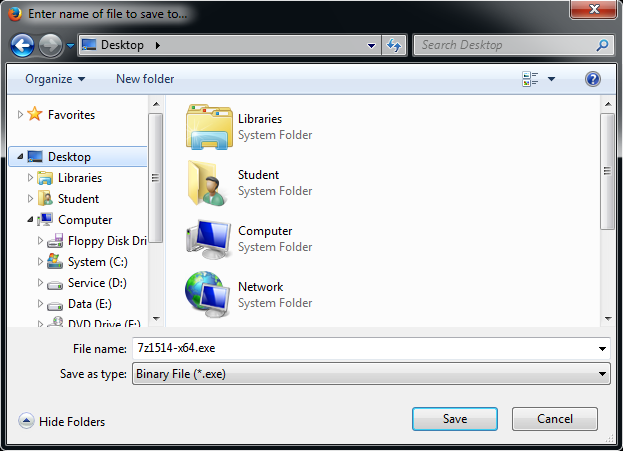 Enter name of file to save to...
Desktop
Search Desktop
Organize
New folder
Favorites
Desktop
Libraries
Student
Computer
Floppy Disk Dri
System (C:)
Service (D:)
Data (E:)
DVD Drive (F:)
Libraries
System Folder
Student
System Folder
Computer
System Folder
Network
System Folder
File name:
7z1514-x64.exe
Save as type:
Binary File (*.exe)
Hide Folders
Save
Cancel